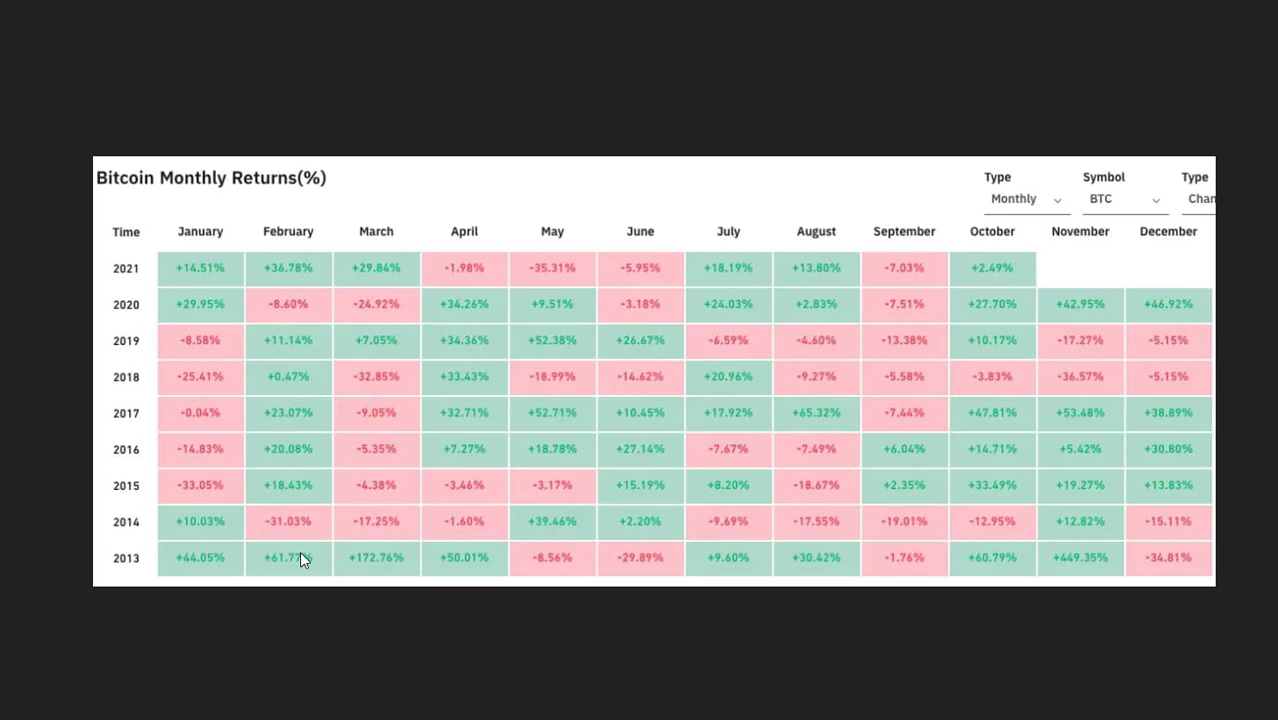 Bitcoin Monthly Returns(%)
Type Symbol Type
Monthly BTC Chan
Time January February March April May June July August September October November December
2021 +14.51% +36.78% +29.84% -1.98% -35.31% -5.95% +18.19% +13.80% -7.03% +2.49%
2020 +29.95% -8.60% -24.92% +34.26% +9.51% -3.18% +24.03% +2.83% -7.51% +27.70% +42.95% +46.92%
2019 -8.58% +11.14% +7.05% +34.36% +52.38% +26.67% -6.59% -4.60% -13.38% +10.17% -17.27% -5.15%
2018 -25.41% +0.47% -32.85% +33.43% -18.99% -14.62% +20.96% -9.27% -5.58% -3.83% -36.57% -5.15%
2017 -0.04% +23.07% -9.05% +32.71% +52.71% +10.45% +17.92% +65.32% -7.44% +47.81% +53.48% +38.89%
2016 -14.83% +20.08% -5.35% +7.27% +18.78% +27.14% -7.67% -7.49% +6.04% +14.71% +5.42% +30.80%
2015 -33.05% +18.43% -4.38% -3.46% -3.17% +15.19% +8.20% -18.67% +2.35% +33.49% +19.27% +13.83%
2014 +10.03% -31.03% -17.25% -1.60% +39.46% +2.20% -9.69% -17.55% -19.01% -12.95% +12.82% -15.11%
2013 +44.05% +61.77% +172.76% +50.01% -8.56% -29.89% +9.60% +30.42% -1.76% +60.79% +449.35% -34.81%